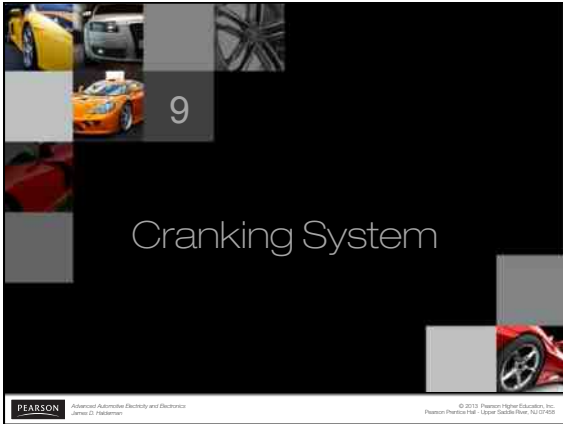 9
Cranking System
PEARSON
Advanced Automotive Electricity and Electronics
James D. Halderman
© 2013 Pearson Higher Education, Inc.
Pearson Prentice Hall - Upper Saddle River, NJ 07458